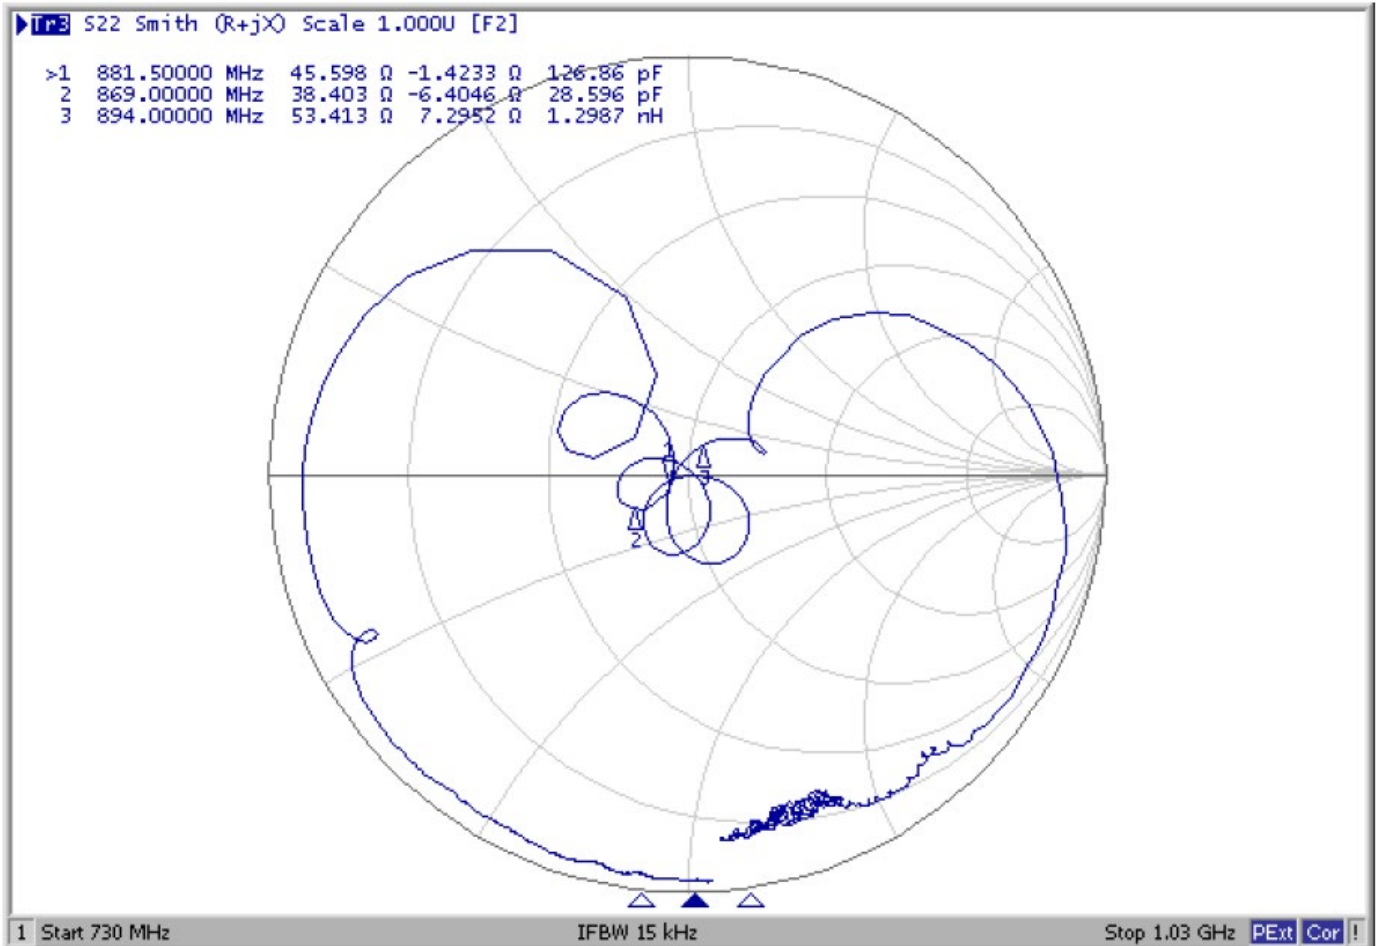 Tr3 S22 Smith (R+jX) Scale 1.000U [F2]
>1 881.50000 MHz 45.598 Ω -1.4233 Ω 126.86 pF
2 869.00000 MHz 38.403 Ω -6.4046 Ω 28.596 pF
3 894.00000 MHz 53.413 Ω 7.2952 Ω 1.2987 nH
3
2
1 Start 730 MHz IFBW 15 kHz Stop 1.03 GHz PExt Cor !